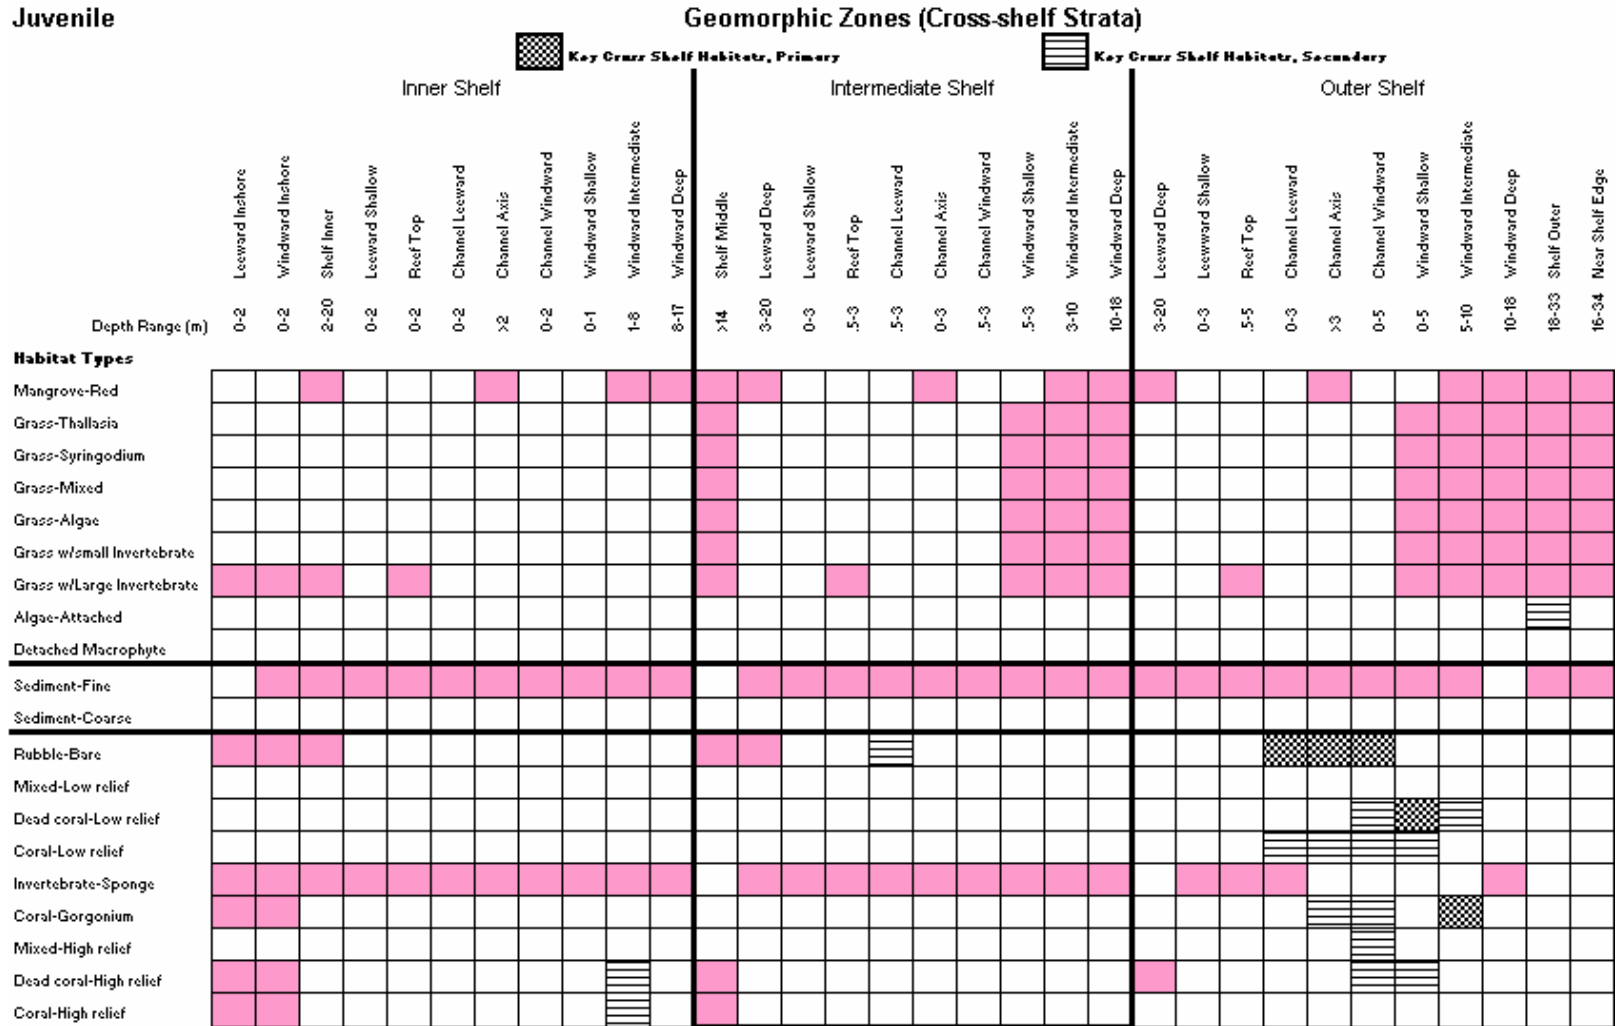 Juvenile
Geomorphic Zones (Cross-shelf Strata)
Key Cross Shelf Habitats, Primary
Key Cross Shelf Habitats, Secondary
Inner Shelf
Intermediate Shelf
Outer Shelf
Leeward Inshore
Windward Inshore
Shelf Inner
Leeward Shallow
Reef Top
Channel Leeward
Channel Axis
Channel Windward
Windward Shallow
Windward Intermediate
Windward Deep
Shelf Middle
Leeward Deep
Leeward Shallow
Reef Top
Channel Leeward
Channel Axis
Channel Windward
Windward Shallow
Windward Intermediate
Windward Deep
Leeward Deep
Leewward Shallow
Reef Top
Channel Leeward
Channel Axis
Channel Windward
Windward Shallow
Windward Intermediate
Windward Deep
Shelf Outer
Near Shelf Edge
Depth Range (m)
0-2
0-2
2-20
0-2
0-2
0-2
>2
0-2
0-1
1-8
8-17
>14
3-20
0-3
.5-3
.5-3
0-3
.5-3
.5-3
3-10
10-18
3-20
0-3
.5-5
0-3
>3
0-5
0-5
5-10
10-18
18-33
16-34
Habitat Types
Mangrove-Red
Grass-Thallasia
Grass-Syringodium
Grass-Mixed
Grass-Algae
Grass w/small Invertebrate
Grass w/Large Invertebrate
Algae-Attached
Detached Macrophyte
Sediment-Fine
Sediment-Coarse
Rubble-Bare
Mixed-Low relief
Dead coral-Low relief
Coral-Low relief
Invertebrate-Sponge
Coral-Gorgonium
Mixed-High relief
Dead coral-High relief
Coral-High relief